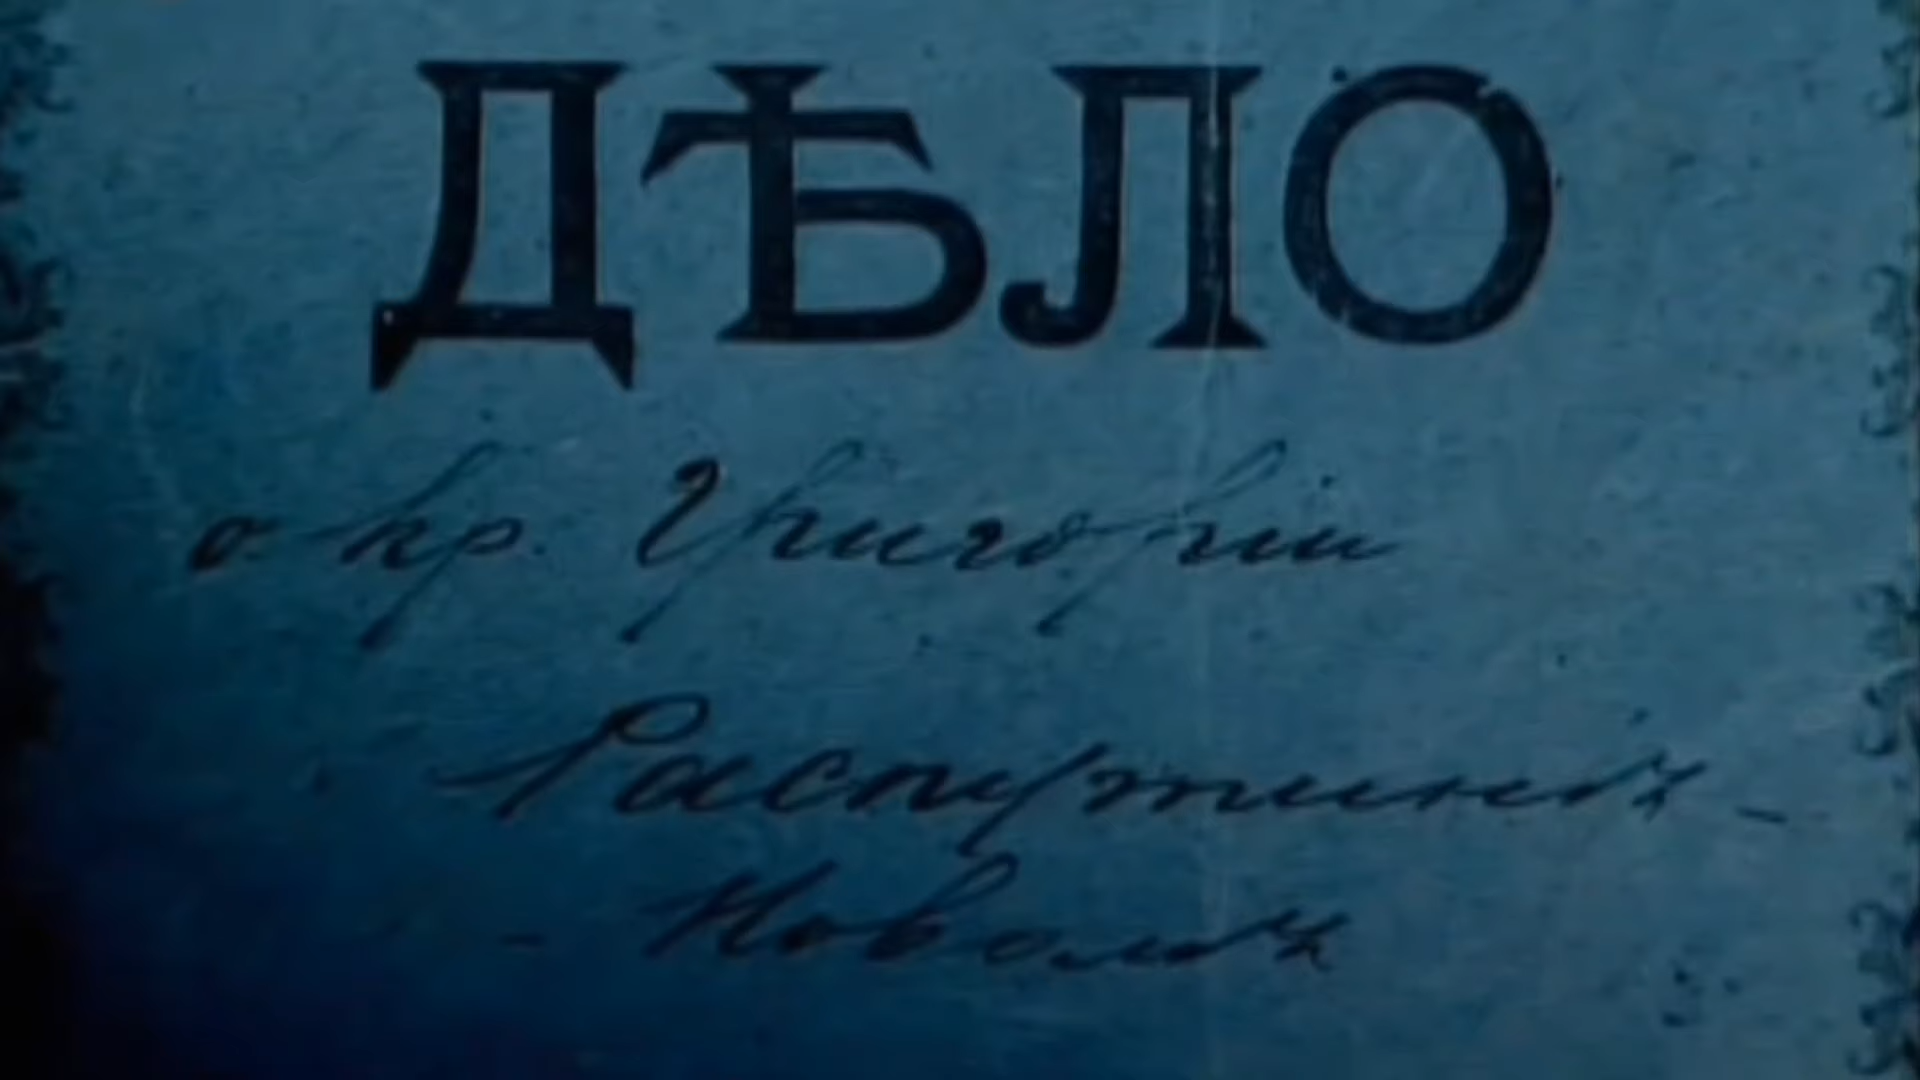 ДѢЛО
о кр. Григорiи
Распутинѣ-
- Новомъ